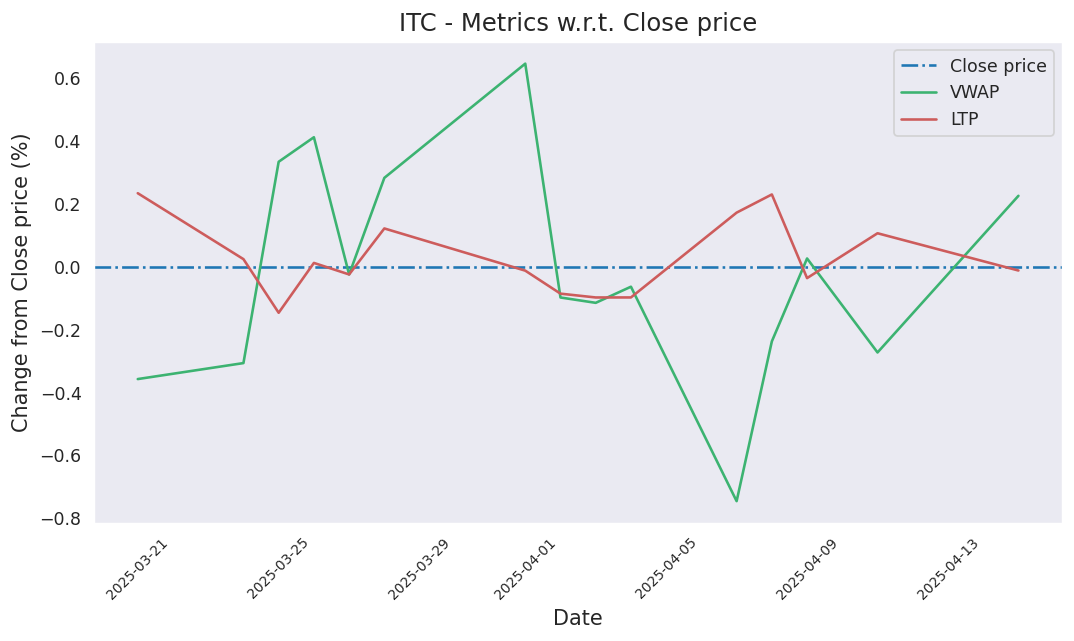 ITC - Metrics w.r.t. Close price
Change from Close price (%)
0.6
0.4
0.2
0.0
−0.2
−0.4
−0.6
−0.8
Close price
VWAP
LTP
2025-03-21
2025-03-25
2025-03-29
2025-04-01
2025-04-05
2025-04-09
2025-04-13
Date